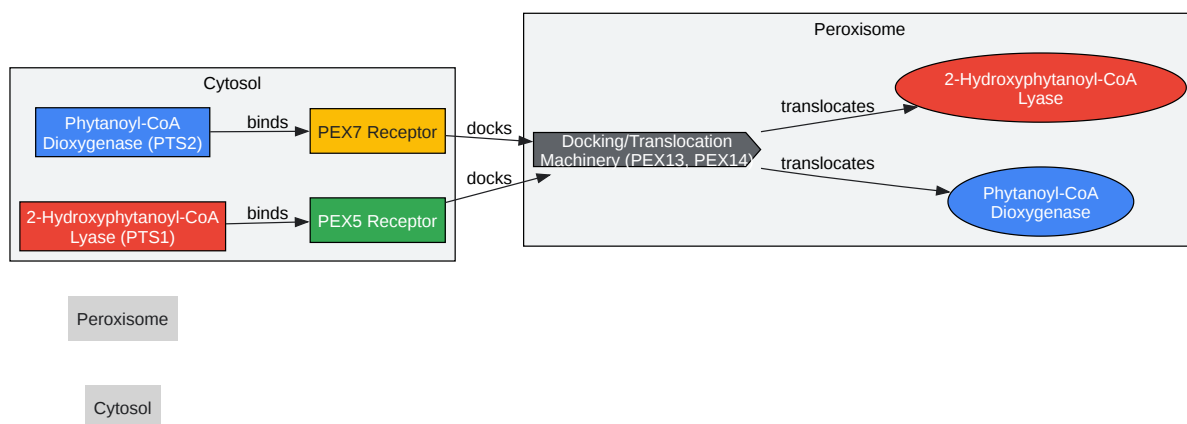 Peroxisome
Cytosol
Phytanoyl-CoA
Dioxygenase (PTS2)
binds
PEX7 Receptor
docks
Docking/Translocation
Machinery (PEX13, PEX14)
translocates
2-Hydroxyphytanoyl-CoA
Lyase
2-Hydroxyphytanoyl-CoA
Lyase (PTS1)
binds
PEX5 Receptor
docks
translocates
Phytanoyl-CoA
Dioxygenase
Peroxisome
Cytosol